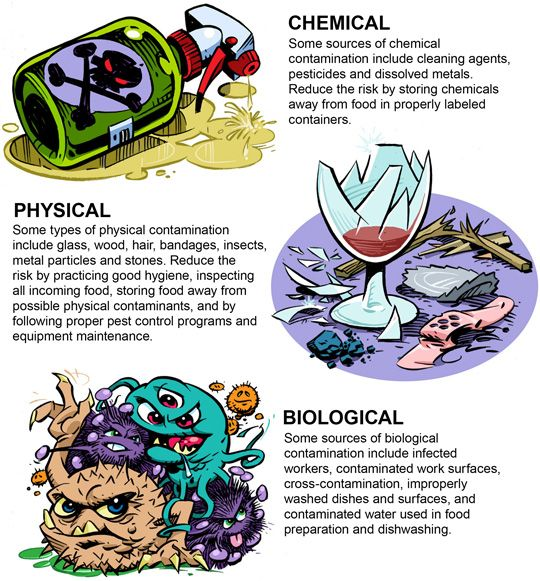 CHEMICAL
Some sources of chemical
contamination include cleaning agents,
pesticides and dissolved metals.
Reduce the risk by storing chemicals
away from food in properly labeled
containers.
PHYSICAL
Some types of physical contamination
include glass, wood, hair, bandages, insects,
metal particles and stones. Reduce the
risk by practicing good hygiene, inspecting
all incoming food, storing food away from
possible physical contaminants, and by
following proper pest control programs and
equipment maintenance.
BIOLOGICAL
Some sources of biological
contamination include infected
workers, contaminated work surfaces,
cross-contamination, improperly
washed dishes and surfaces, and
contaminated water used in food
preparation and dishwashing.